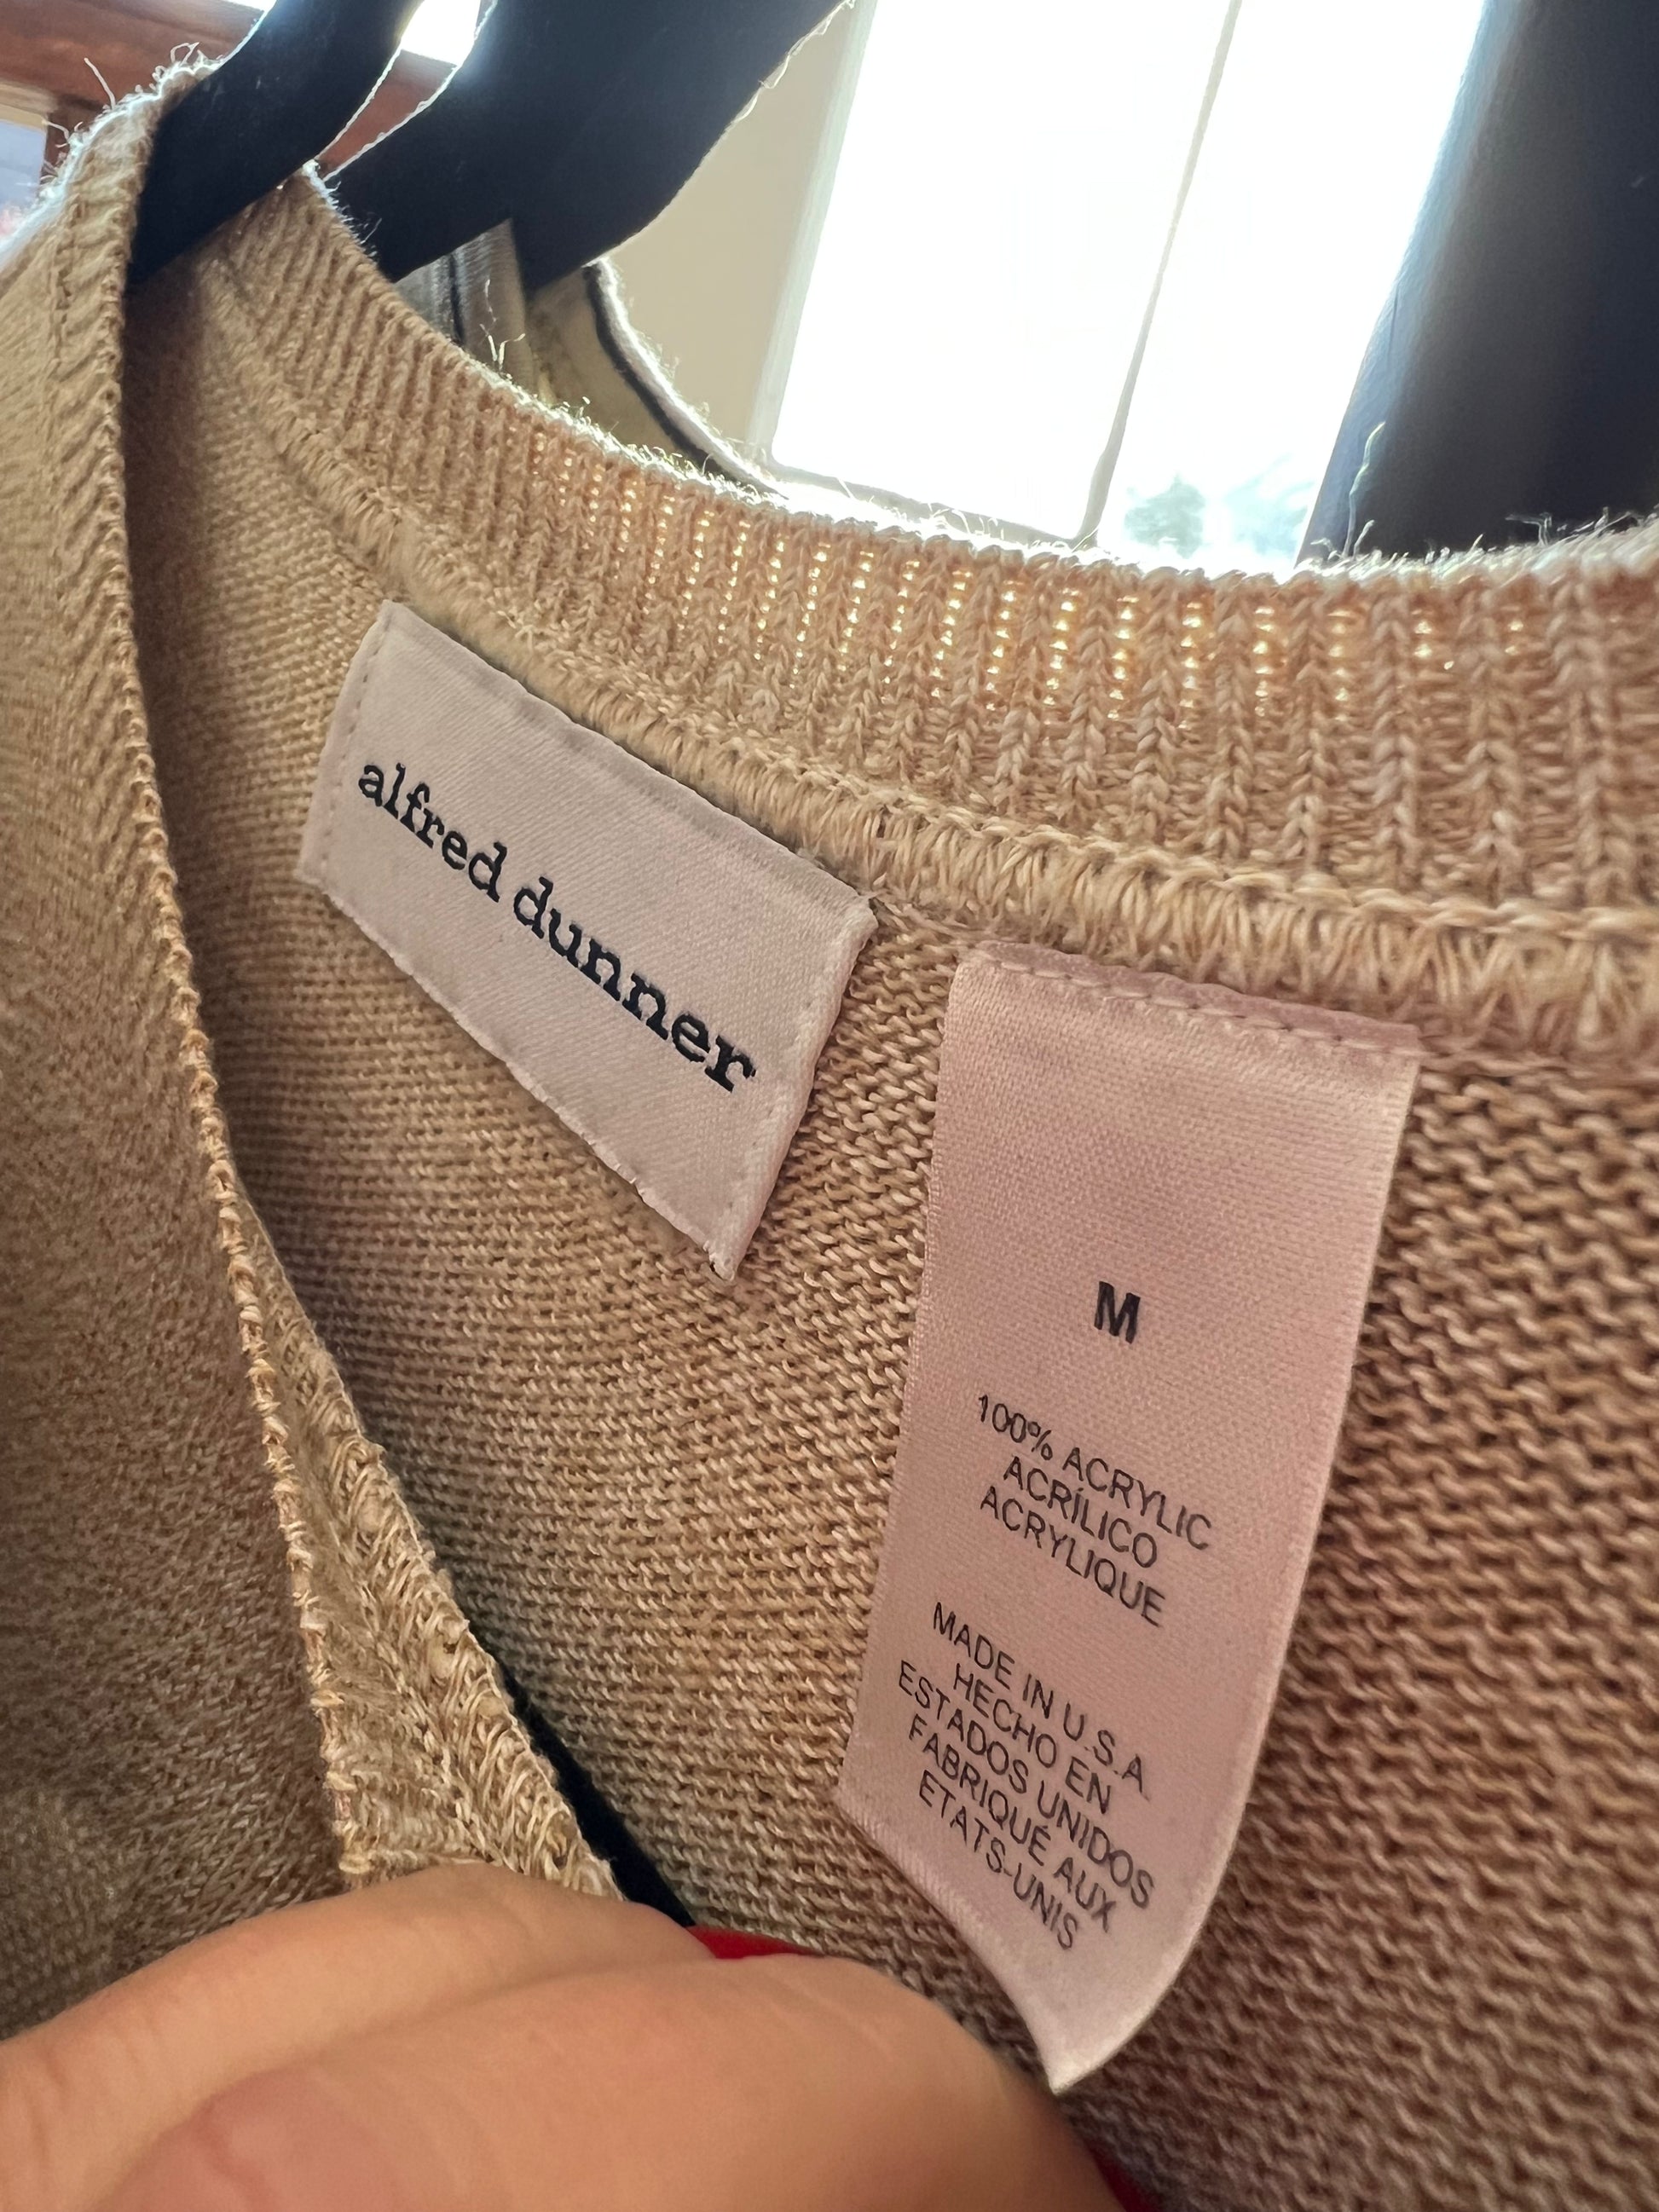 alfred dunner
M
100% ACRYLIC
ACRÍLICO
ACRYLIQUE
MADE IN U.S.A.
HECHO EN
ESTADOS UNIDOS
FABRIQUÉ AUX
ETATS-UNIS